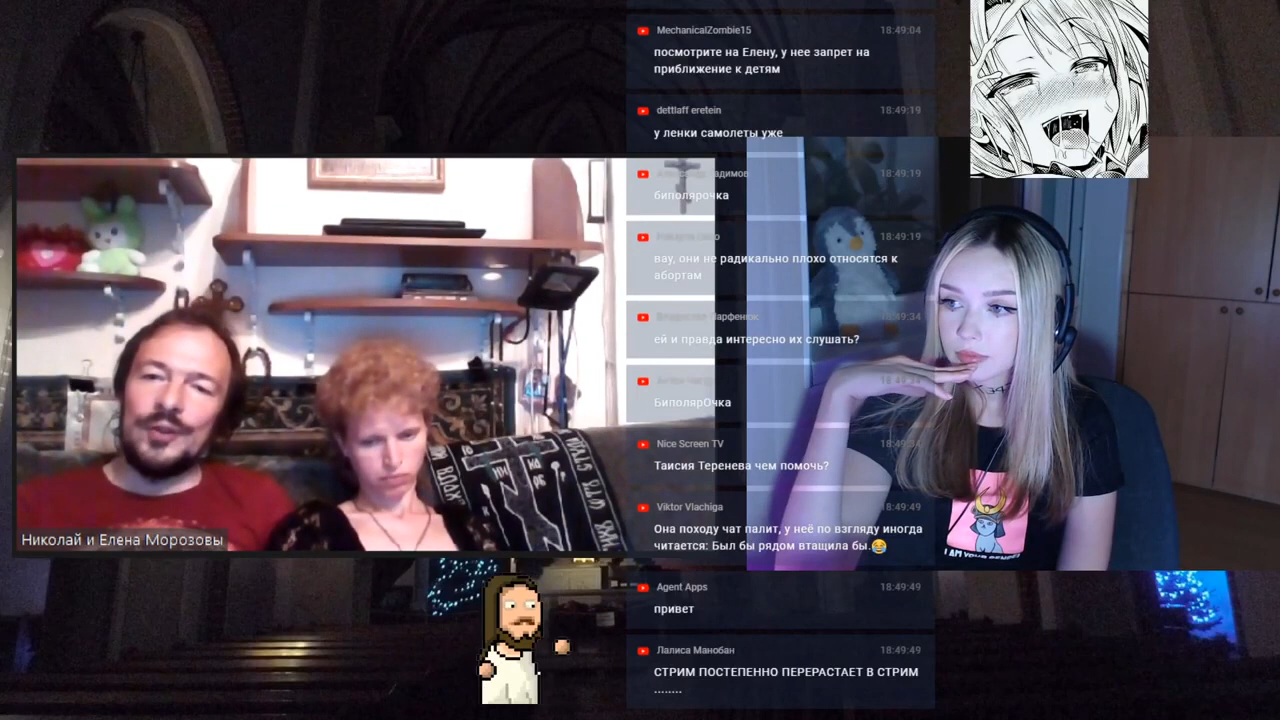 MechanicalZombie15 18:49:04
посмотрите на Елену, у нее запрет на
приближение к детям
dettlaff eretein 18:49:19
у ленки самолеты уже
18:49:19
биполярочка
18:49:19
вау, они не радикально плохо относятся к
абортам
Парфенюк 18:49:34
ей и правда интересно их слушать?
БиполярОчка
Nice Screen TV 18:49:34
Таисия Теренева чем помочь?
Viktor Vlachiga 18:49:49
Она походу чат палит, у неё по взгляду иногда
читается: Был бы рядом втащила бы.😂
Agent Apps 18:49:49
привет
Лалиса Манобан 18:49:49
СТРИМ ПОСТЕПЕННО ПЕРЕРАСТАЕТ В СТРИМ
........
Николай и Елена Морозовы
I AM YOUR